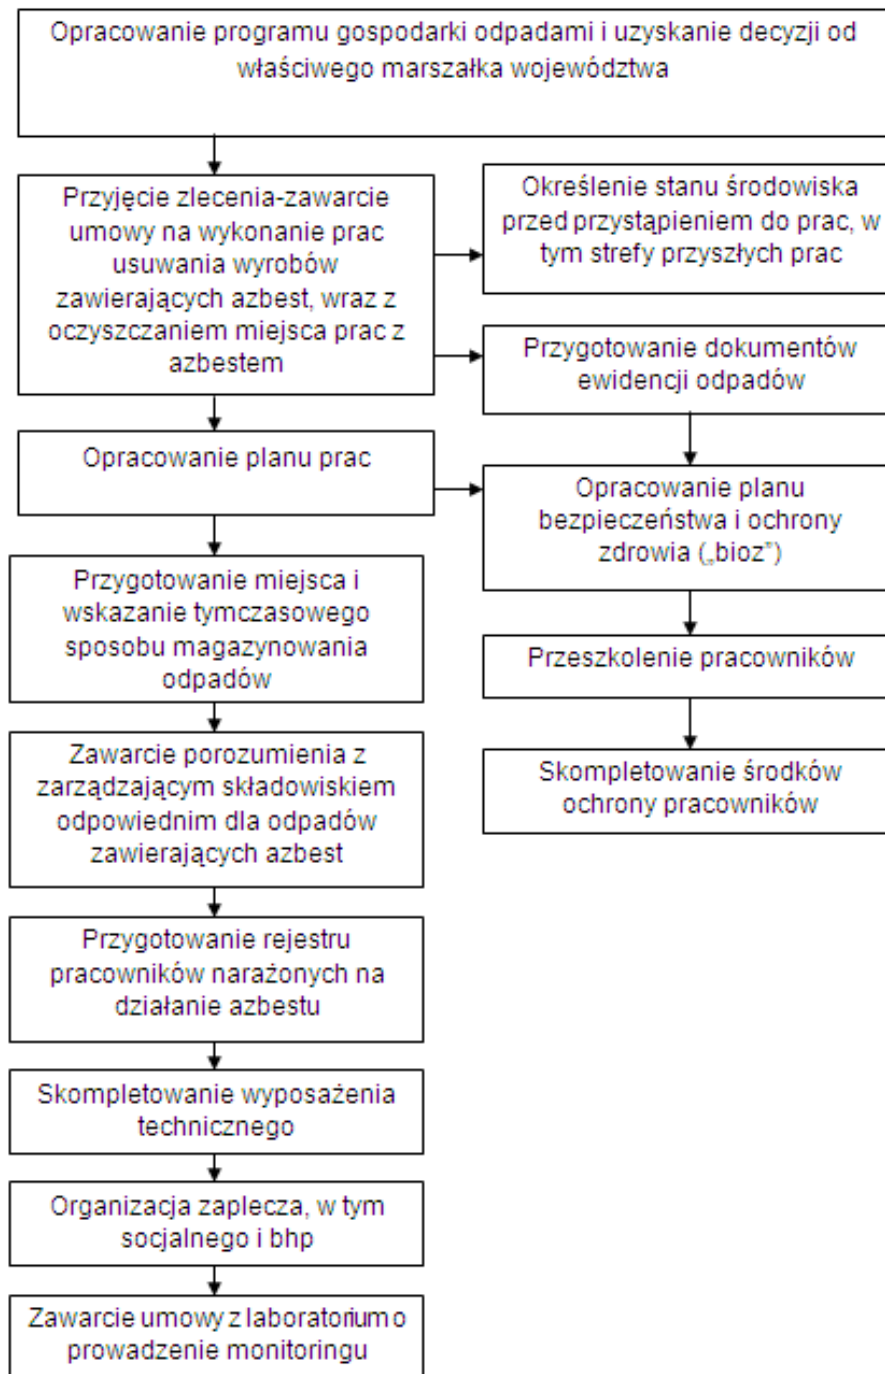 Opracowanie programu gospodarki odpadami i uzyskanie decyzji od
właściwego marszałka województwa
Przyjęcie zlecenia-zawarcie
umowy na wykonanie prac
usuwania wyrobów
zawierających azbest, wraz z
oczyszczaniem miejsca prac z
azbestem
Określenie stanu środowiska
przed przystąpieniem do prac, w
tym strefy przyszłych prac
Przygotowanie dokumentów
ewidencji odpadów
Opracowanie planu prac
Opracowanie planu
bezpieczeństwa i ochrony
zdrowia („bioz”)
Przygotowanie miejsca i
wskazanie tymczasowego
sposobu magazynowania
odpadów
Przeszkolenie pracowników
Zawarcie porozumienia z
zarządzającym składowiskiem
odpowiednim dla odpadów
zawierających azbest
Skompletowanie środków
ochrony pracowników
Przygotowanie rejestru
pracowników narażonych na
działanie azbestu
Skompletowanie wyposażenia
technicznego
Organizacja zaplecza, w tym
socjalnego i bhp
Zawarcie umowy z laboratorium o
prowadzenie monitoringu